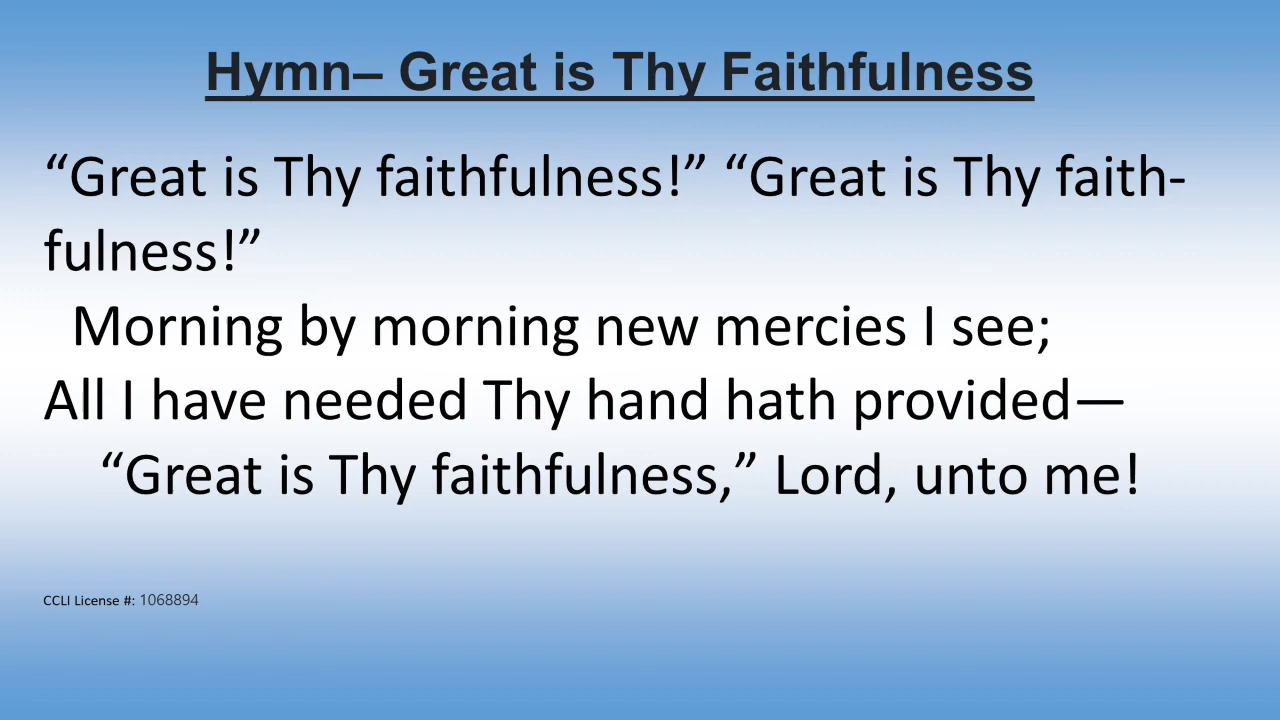 Hymn– Great is Thy Faithfulness
“Great is Thy faithfulness!” “Great is Thy faith-
fulness!”
Morning by morning new mercies I see;
All I have needed Thy hand hath provided—
“Great is Thy faithfulness,” Lord, unto me!
CCLI License #: 1068894